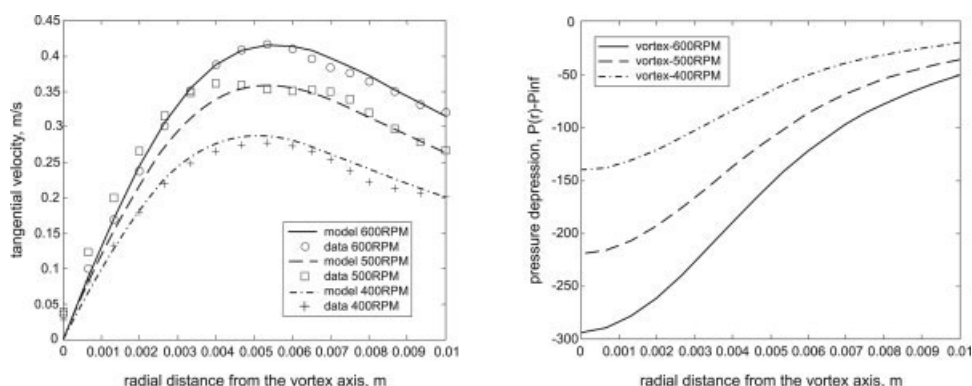 0.45
0.4
0.35
0.3
0.25
0.2
0.15
0.1
0.05
0
tangential velocity, m/s
model 600RPM
data 600RPM
model 500RPM
data 500RPM
model 400RPM
data 400RPM
0 0.001 0.002 0.003 0.004 0.005 0.006 0.007 0.008 0.009 0.01
radial distance from the vortex axis, m
0
-50
-100
-150
-200
-250
-300
pressure depression, P(r)-Pinf
vortex-600RPM
vortex-500RPM
vortex-400RPM
0 0.001 0.002 0.003 0.004 0.005 0.006 0.007 0.008 0.009 0.01
radial distance from the vortex axis, m